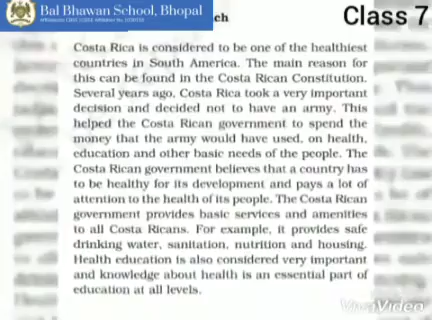 Bal Bhawan School, Bhopal
Class 7
Costa Rica is considered to be one of the healthiest
countries in South America. The main reason for
this can be found in the Costa Rican Constitution.
Several years ago, Costa Rica took a very important
decision and decided not to have an army. This
helped the Costa Rican government to spend the
money that the army would have used, on health,
education and other basic needs of the people. The
Costa Rican government believes that a country has
to be healthy for its development and pays a lot of
attention to the health of its people. The Costa Rican
government provides basic services and amenities
to all Costa Ricans. For example, it provides safe
drinking water, sanitation, nutrition and housing.
Health education is also considered very important
and knowledge about health is an essential part of
education at all levels.
VivaVideo